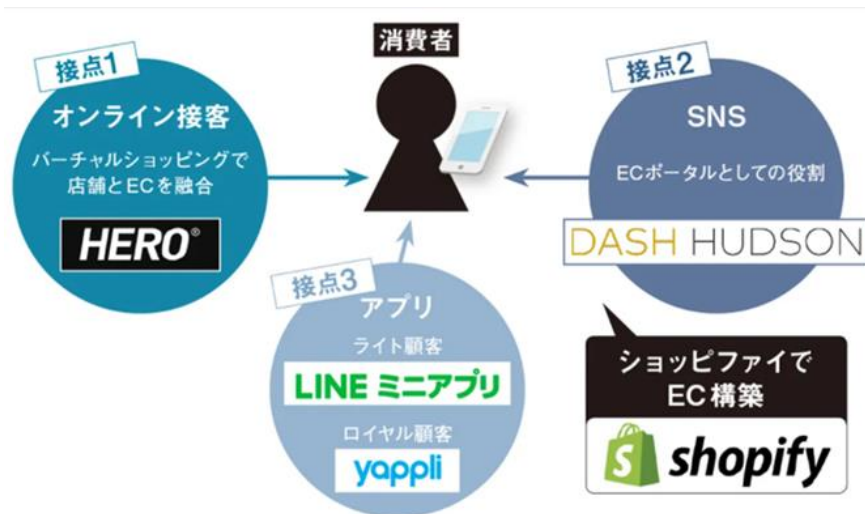 消費者
接点1
オンライン接客
バーチャルショッピングで
店舗とECを融合
HERO®
接点2
SNS
ECポータルとしての役割
DASH HUDSON
接点3
アプリ
ライト顧客
LINE ミニアプリ
ロイヤル顧客
yappli
ショッピファイで
EC構築
shopify